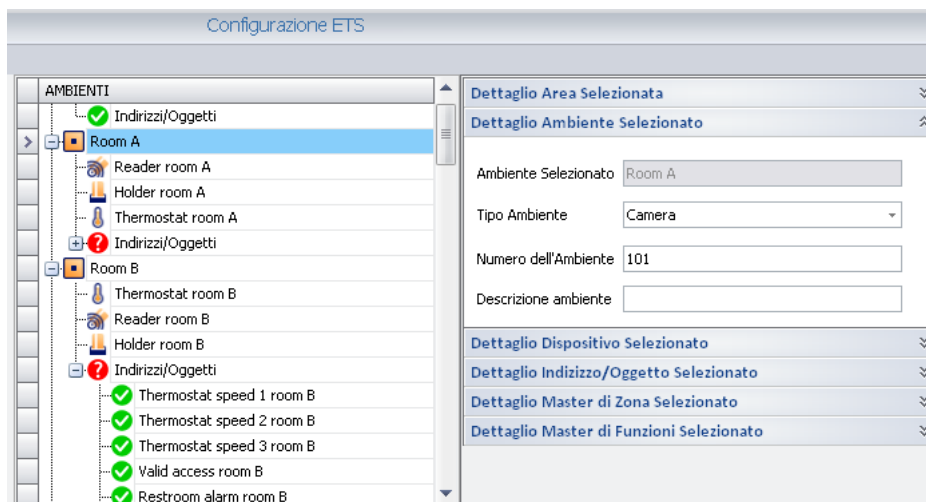 Configurazione ETS
AMBIENTI
Indirizzi/Oggetti
Room A
Reader room A
Holder room A
Thermostat room A
Indirizzi/Oggetti
Room B
Thermostat room B
Reader room B
Holder room B
Indirizzi/Oggetti
Thermostat speed 1 room B
Thermostat speed 2 room B
Thermostat speed 3 room B
Valid access room B
Restroom alarm room B
Dettaglio Area Selezionata
Dettaglio Ambiente Selezionato
Ambiente Selezionato Room A
Tipo Ambiente Camera
Numero dell'Ambiente 101
Descrizione ambiente
Dettaglio Dispositivo Selezionato
Dettaglio Indizizzo/Oggetto Selezionato
Dettaglio Master di Zona Selezionato
Dettaglio Master di Funzioni Selezionato